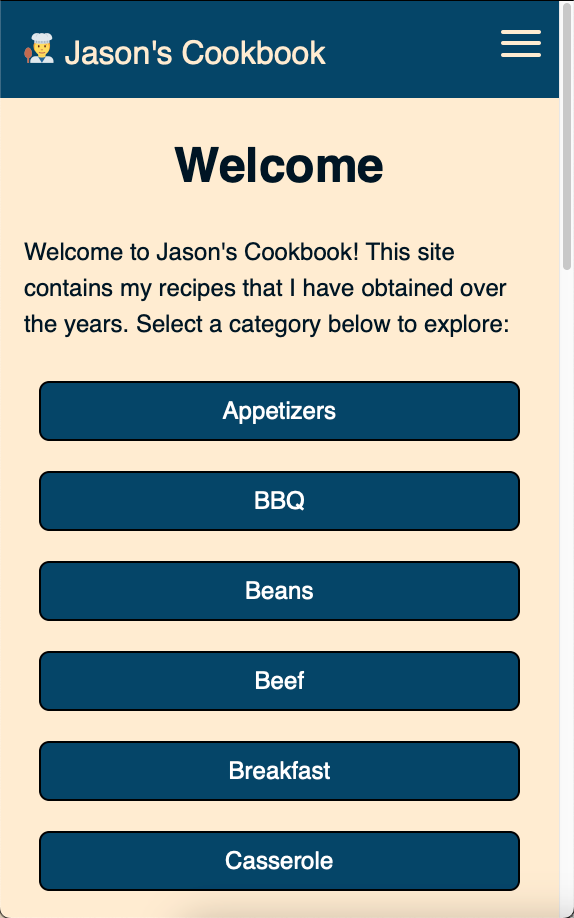 Jason's Cookbook
Welcome
Welcome to Jason's Cookbook! This site
contains my recipes that I have obtained over
the years. Select a category below to explore:
Appetizers
BBQ
Beans
Beef
Breakfast
Casserole